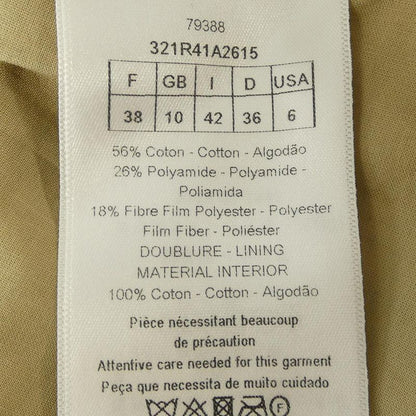 79388
321R41A2615
F GB I D USA
38 10 42 36 6
56% Coton - Cotton - Algodão
26% Polyamide - Polyamide -
Poliamida
18% Fibre Film Polyester - Polyester
Film Fiber - Poliéster
DOUBLURE - LINING
MATERIAL INTERIOR
100% Coton - Cotton - Algodão
Pièce nécessitant beaucoup
de précaution
Attentive care needed for this garment
Peça que necessita de muito cuidado
F